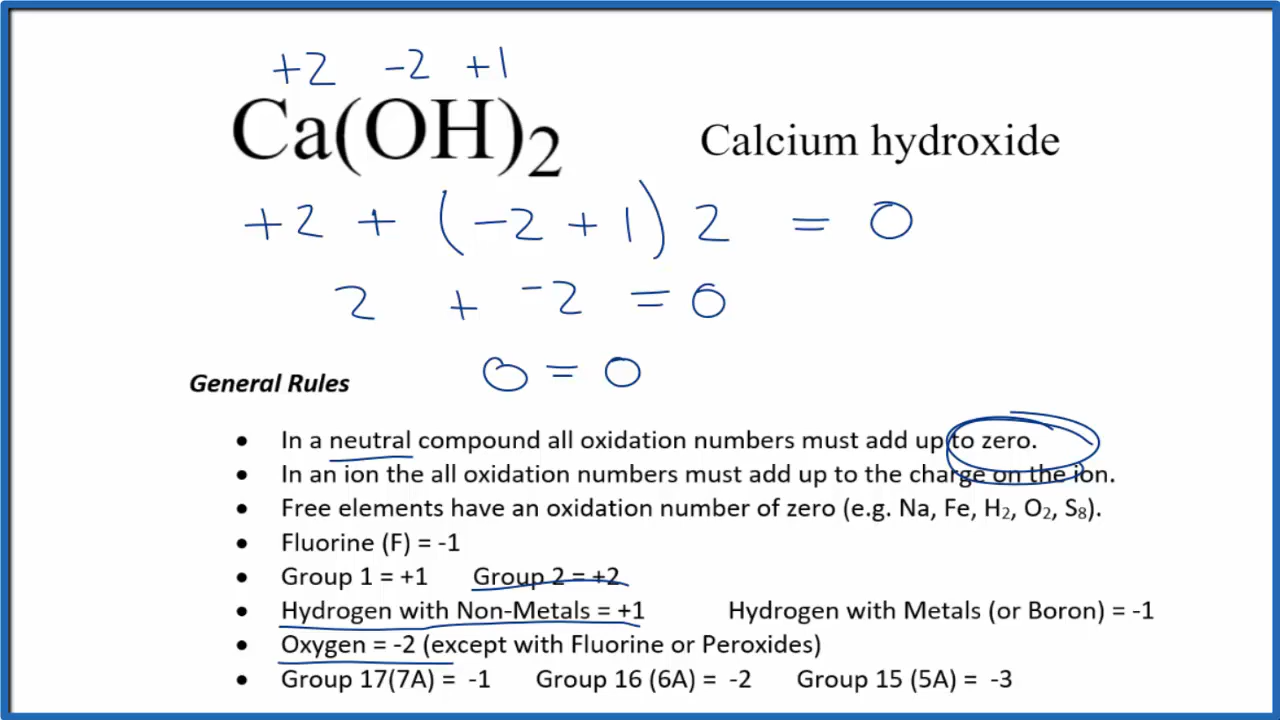 +2 -2 +1
Ca(OH)₂ Calcium hydroxide
+2 + (-2 + 1) 2 = 0
2 + -2 = 0
0 = 0
General Rules
• In a neutral compound all oxidation numbers must add up to zero.
• In an ion the all oxidation numbers must add up to the charge on the ion.
• Free elements have an oxidation number of zero (e.g. Na, Fe, H₂, O₂, S₈).
• Fluorine (F) = -1
• Group 1 = +1 Group 2 = +2
• Hydrogen with Non-Metals = +1 Hydrogen with Metals (or Boron) = -1
• Oxygen = -2 (except with Fluorine or Peroxides)
• Group 17(7A) = -1 Group 16 (6A) = -2 Group 15 (5A) = -3